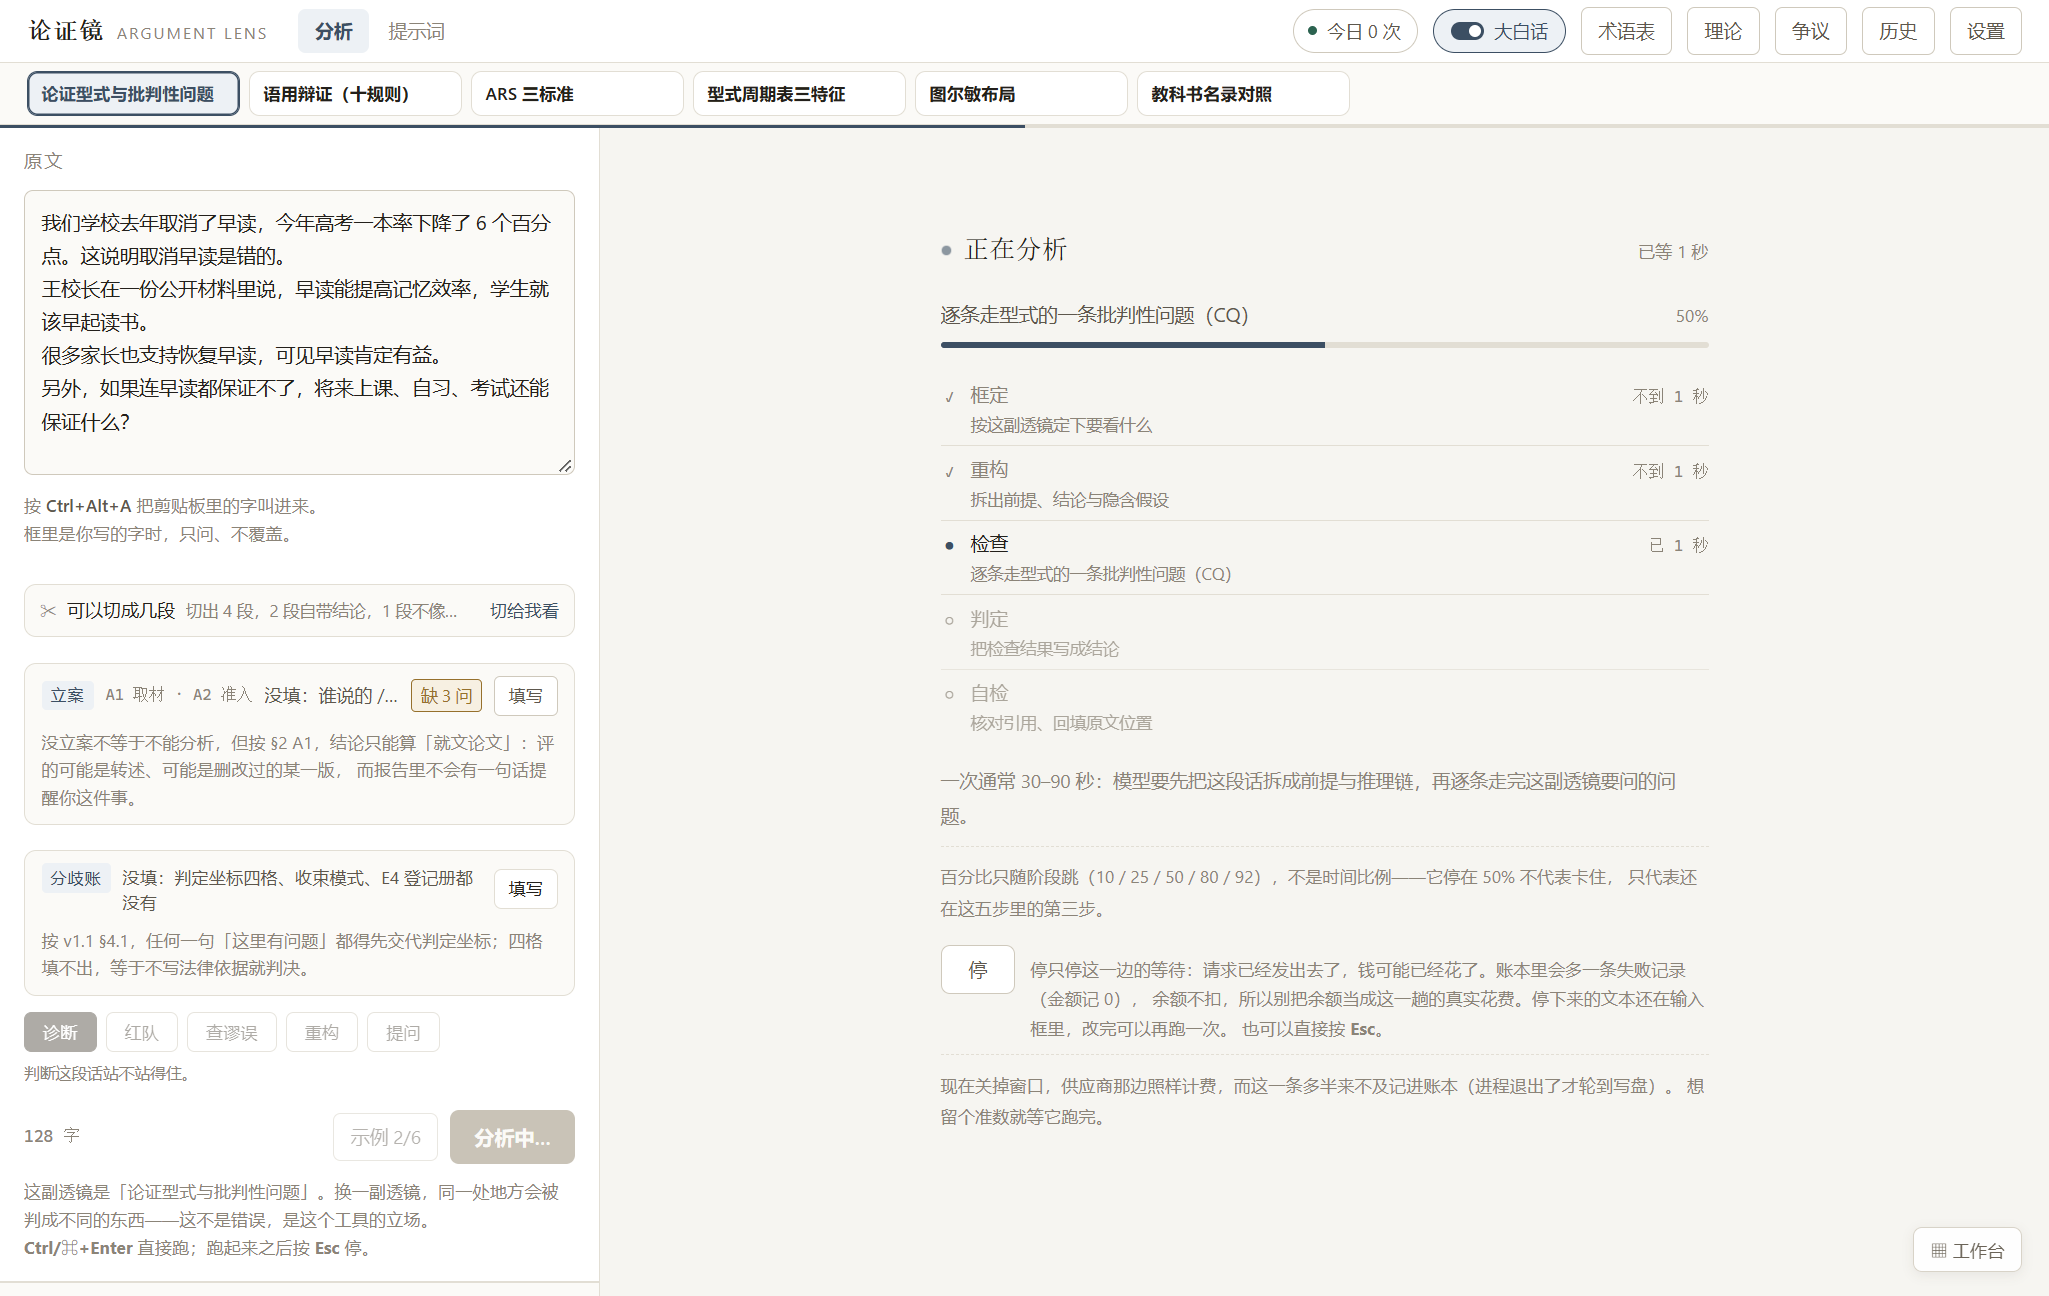 论证镜 ARGUMENT LENS 分析 提示词 今日 0 次 大白话 术语表 理论 争议 历史 设置
论证型式与批判性问题 语用辩证（十规则） ARS 三标准 型式周期表三特征 图尔敏布局 教科书名录对照
原文
我们学校去年取消了早读，今年高考一本率下降了 6 个百分
点。这说明取消早读是错的。
王校长在一份公开材料里说，早读能提高记忆效率，学生就
该早起读书。
很多家长也支持恢复早读，可见早读肯定有益。
另外，如果连早读都保证不了，将来上课、自习、考试还能
保证什么？
按 Ctrl+Alt+A 把剪贴板里的字叫进来。
框里是你写的字时，只问、不覆盖。
可以切成几段 切出 4 段，2 段自带结论，1 段不像... 切给我看
立案 A1 取材 · A2 准入 没填：谁说的 /... 缺 3 问 填写
没立案不等于不能分析，但按 §2 A1，结论只能算「就文论文」：评
的可能是转述、可能是删改过的某一版， 而报告里不会有一句话提
醒你这件事。
分歧账 没填：判定坐标四格、收束模式、E4 登记册都
没有
填写
按 v1.1 §4.1，任何一句「这里有问题」都得先交代判定坐标；四格
填不出，等于不写法律依据就判决。
诊断 红队 查谬误 重构 提问
判断这段话站不站得住。
128 字 示例 2/6 分析中...
这副透镜是「论证型式与批判性问题」。换一副透镜，同一处地方会被
判成不同的东西——这不是错误，是这个工具的立场。
Ctrl/⌘+Enter 直接跑；跑起来之后按 Esc 停。
正在分析 已等 1 秒
逐条走型式的一条批判性问题（CQ） 50%
✓ 框定 不到 1 秒
按这副透镜定下要看什么
✓ 重构 不到 1 秒
拆出前提、结论与隐含假设
检查 已 1 秒
逐条走型式的一条批判性问题（CQ）
判定
把检查结果写成结论
自检
核对引用、回填原文位置
一次通常 30–90 秒：模型要先把这段话拆成前提与推理链，再逐条走完这副透镜要问的问
题。
百分比只随阶段跳（10 / 25 / 50 / 80 / 92），不是时间比例——它停在 50% 不代表卡住， 只代表还
在这五步里的第三步。
停
停只停这一边的等待：请求已经发出去了，钱可能已经花了。账本里会多一条失败记录
（金额记 0）， 余额不扣，所以别把余额当成这一趟的真实花费。停下来的文本还在输入
框里，改完可以再跑一次。 也可以直接按 Esc。
现在关掉窗口，供应商那边照样计费，而这一条多半来不及记进账本（进程退出了才轮到写盘）。 想
留个准数就等它跑完。
工作台